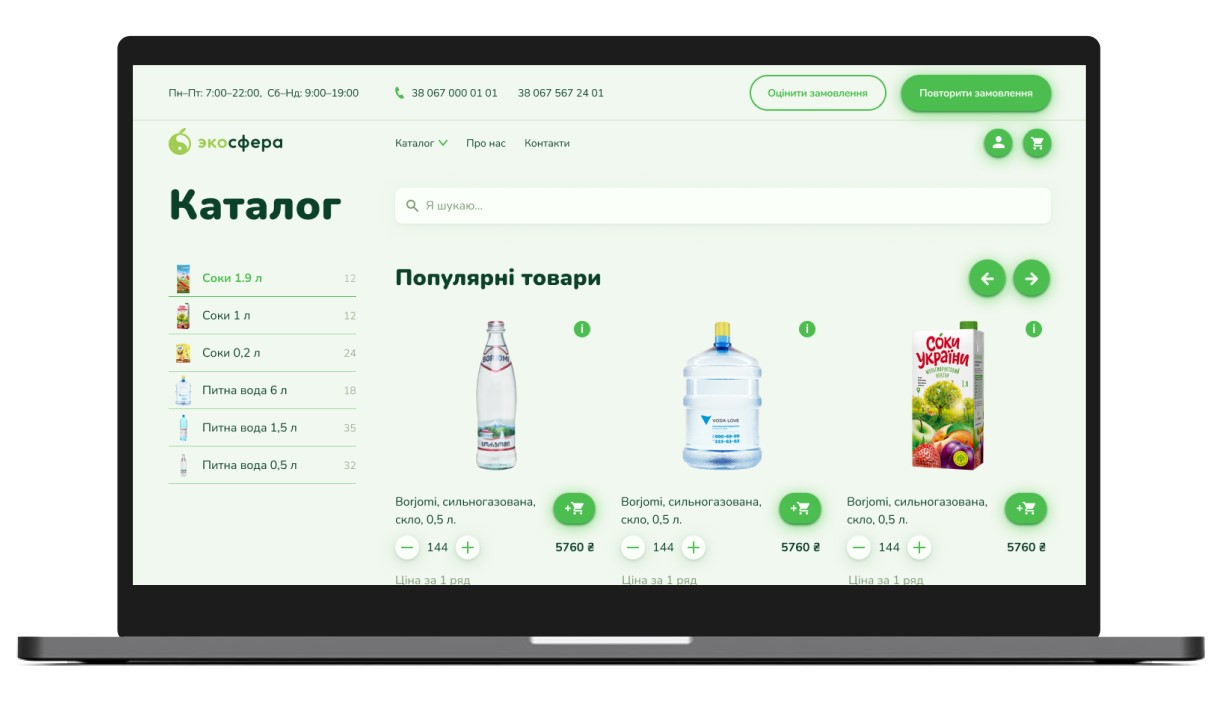 Пн–Пт: 7:00–22:00, Сб–Нд: 9:00–19:00
38 067 000 01 01
38 067 567 24 01
Оцінити замовлення
Повторити замовлення
экосфера
Каталог
Про нас
Контакти
Каталог
Я шукаю...
Соки 1.9 л 12
Соки 1 л 12
Соки 0,2 л 24
Питна вода 6 л 18
Питна вода 1,5 л 35
Питна вода 0,5 л 32
Популярні товари
i
i
i
BORJOMI
VODA LOVE
Соки
України
Borjomi, сильногазована,
скло, 0,5 л.
144
5760 ₴
Ціна за 1 ряд
Borjomi, сильногазована,
скло, 0,5 л.
144
5760 ₴
Ціна за 1 ряд
Borjomi, сильногазована,
скло, 0,5 л.
144
5760 ₴
Ціна за 1 ряд